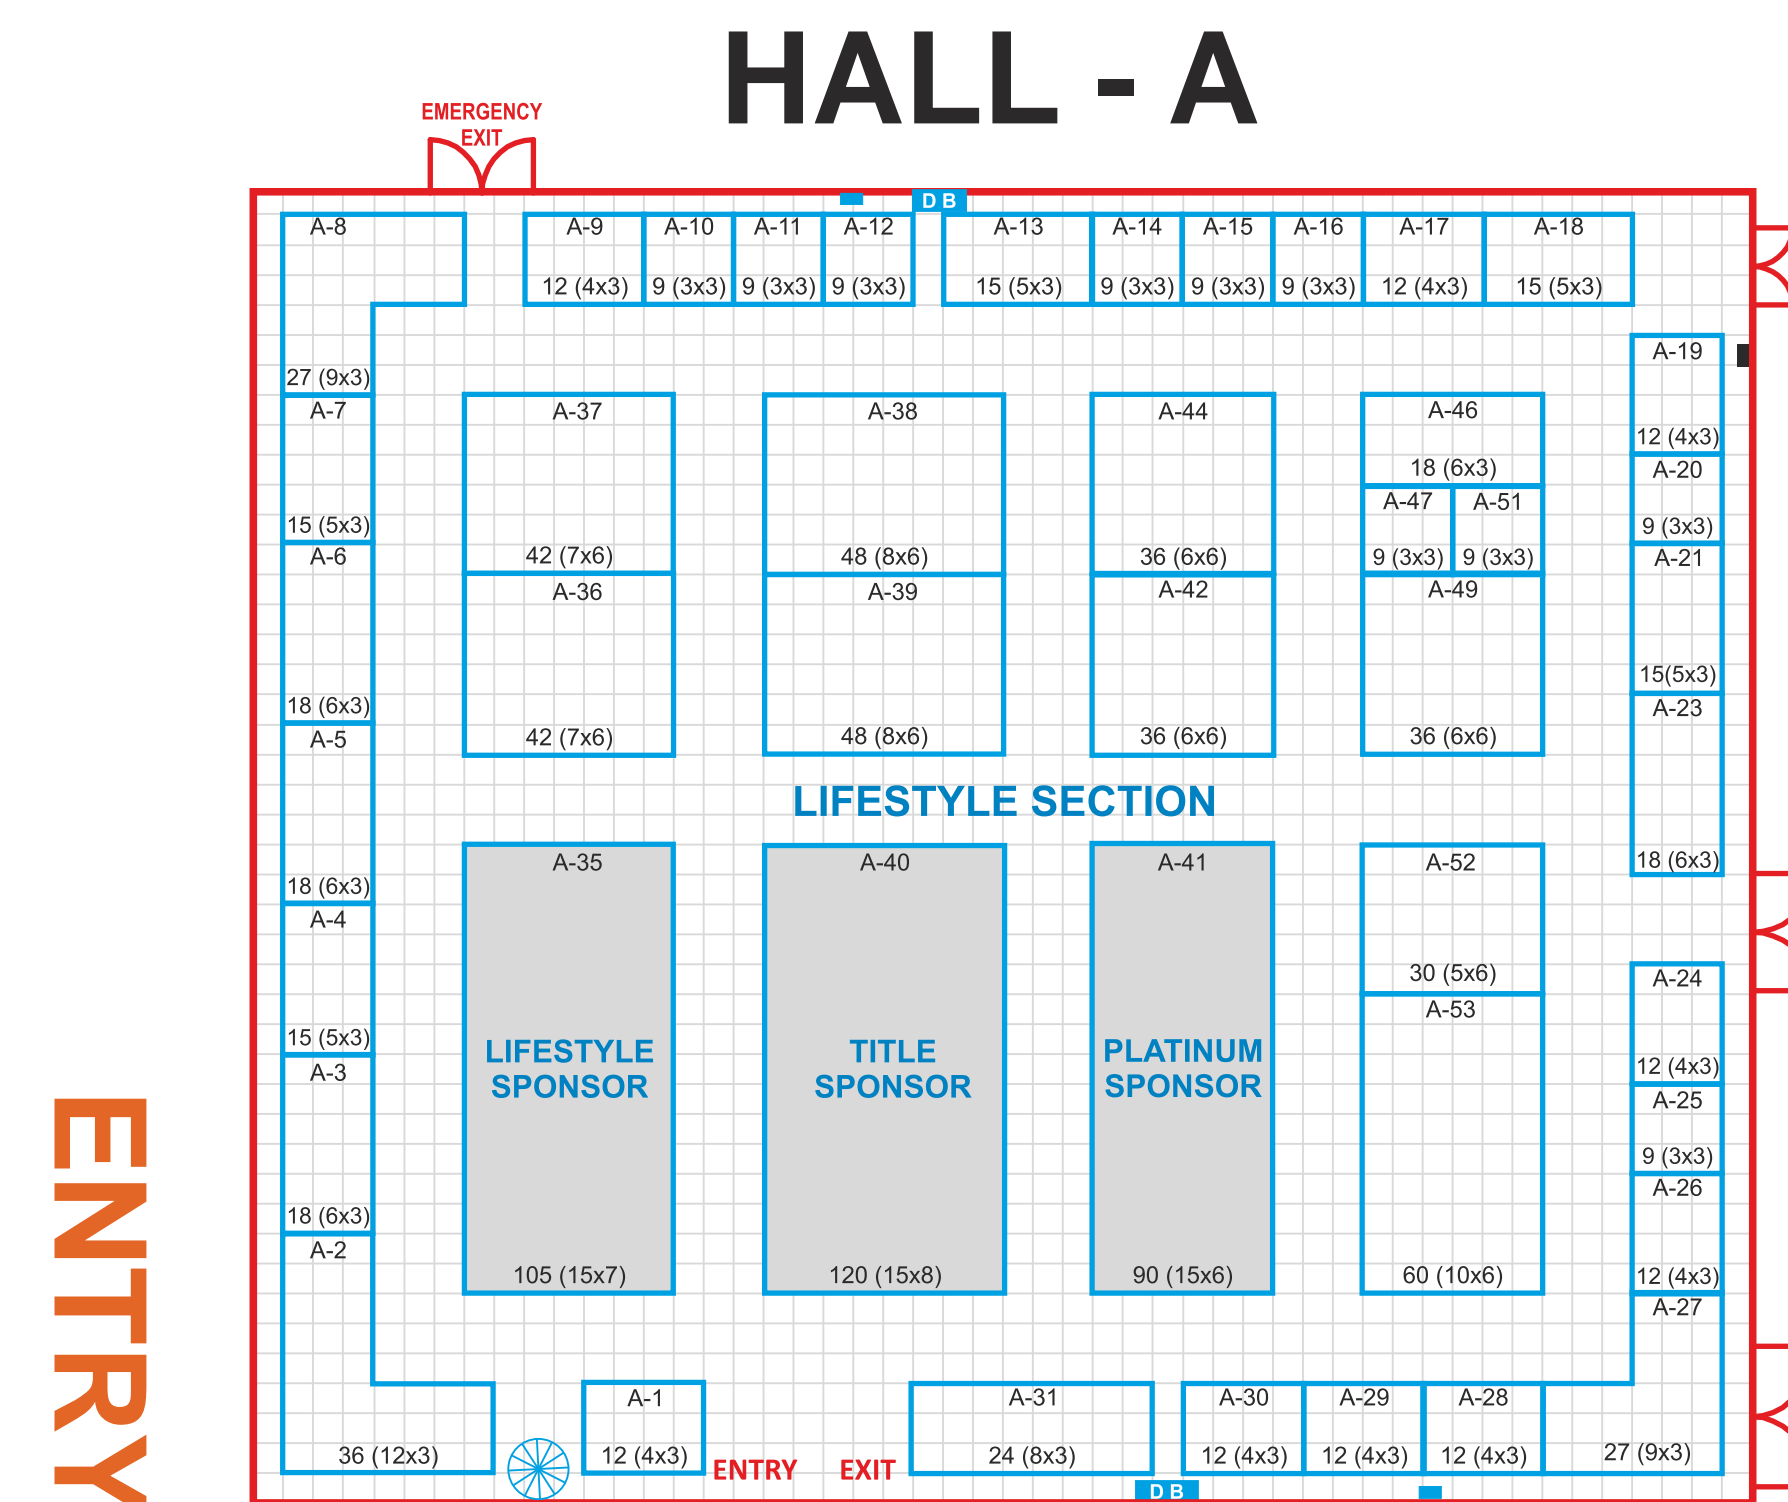 HALL - A
EMERGENCY
EXIT
D B
A-8
27 (9x3)
A-9
12 (4x3)
A-10
9 (3x3)
A-11
9 (3x3)
A-12
9 (3x3)
A-13
15 (5x3)
A-14
9 (3x3)
A-15
9 (3x3)
A-16
9 (3x3)
A-17
12 (4x3)
A-18
15 (5x3)
A-7
15 (5x3)
A-6
18 (6x3)
A-5
18 (6x3)
A-4
15 (5x3)
A-3
18 (6x3)
A-2
36 (12x3)
A-37
42 (7x6)
A-36
42 (7x6)
A-38
48 (8x6)
A-39
48 (8x6)
A-44
36 (6x6)
A-42
36 (6x6)
A-46
18 (6x3)
A-47
9 (3x3)
A-51
9 (3x3)
A-49
36 (6x6)
A-19
12 (4x3)
A-20
9 (3x3)
A-21
15(5x3)
A-23
18 (6x3)
LIFESTYLE SECTION
A-35
LIFESTYLE
SPONSOR
105 (15x7)
A-40
TITLE
SPONSOR
120 (15x8)
A-41
PLATINUM
SPONSOR
90 (15x6)
A-52
30 (5x6)
A-53
60 (10x6)
A-24
12 (4x3)
A-25
9 (3x3)
A-26
12 (4x3)
A-27
27 (9x3)
A-1
12 (4x3)
ENTRY
EXIT
A-31
24 (8x3)
A-30
12 (4x3)
A-29
12 (4x3)
A-28
12 (4x3)
D B
ENTRY